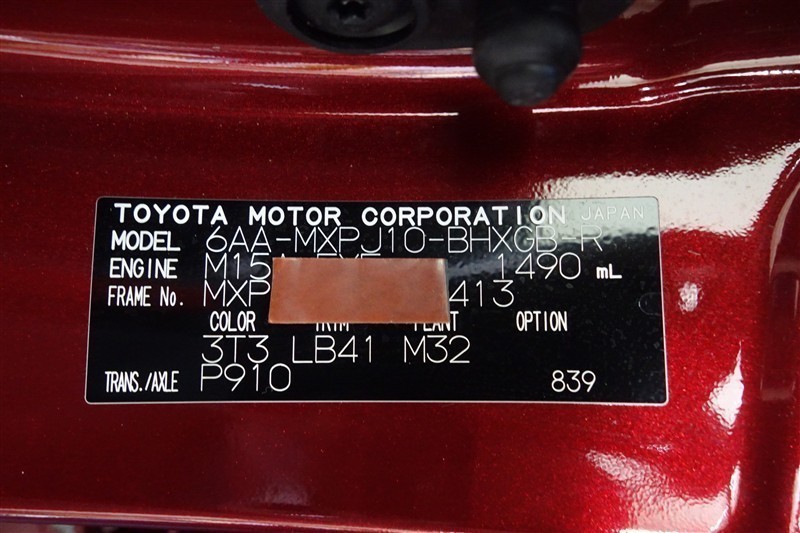 TOYOTA MOTOR CORPORATION JAPAN
MODEL 6AA-MXPJ10-BHXGB-R
ENGINE 1490 mL
FRAME No. MXP 413
COLOR TRIM PLANT OPTION
3T3 LB41 M32
TRANS./AXLE P910 839